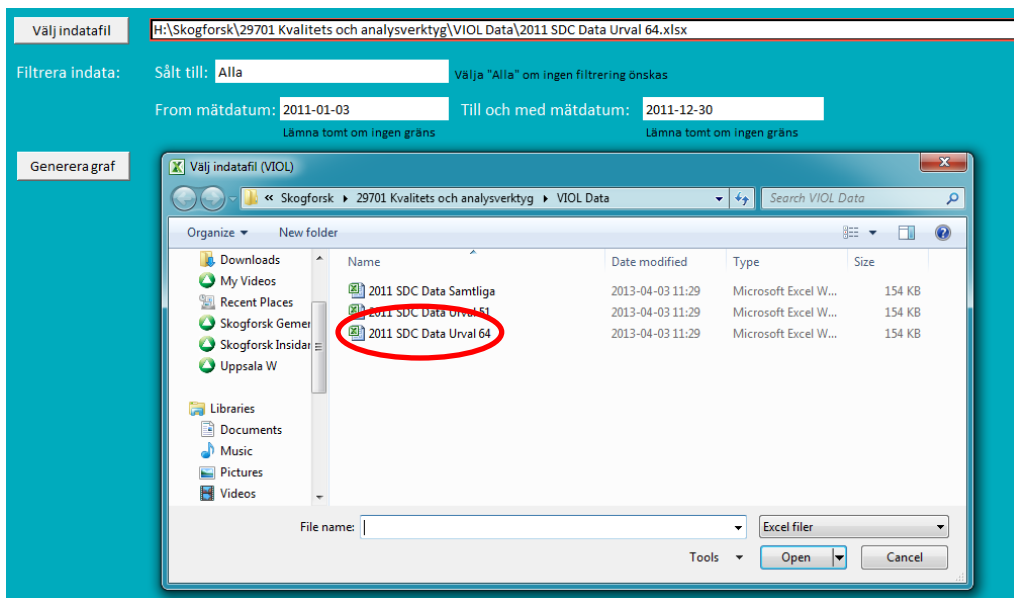 Välj indatafil H:\Skogforsk\29701 Kvalitets och analysverktyg\VIOL Data\2011 SDC Data Urval 64.xlsx
Filtrera indata: Sålt till: Alla Välja "Alla" om ingen filtrering önskas
From mätdatum: 2011-01-03 Till och med mätdatum: 2011-12-30
Lämna tomt om ingen gräns Lämna tomt om ingen gräns
Generera graf
Välj indatafil (VIOL)
« Skogforsk 29701 Kvalitets och analysverktyg VIOL Data Search VIOL Data
Organize New folder
Name Date modified Type Size
Downloads
My Videos
Recent Places
Skogforsk Gemer
Skogforsk Insidar
Uppsala W
Libraries
Documents
Music
Pictures
Videos
2011 SDC Data Samtliga 2013-04-03 11:29 Microsoft Excel W... 154 KB
2011 SDC Data Urval 51 2013-04-03 11:29 Microsoft Excel W... 154 KB
2011 SDC Data Urval 64 2013-04-03 11:29 Microsoft Excel W... 154 KB
File name: Excel filer
Tools Open Cancel